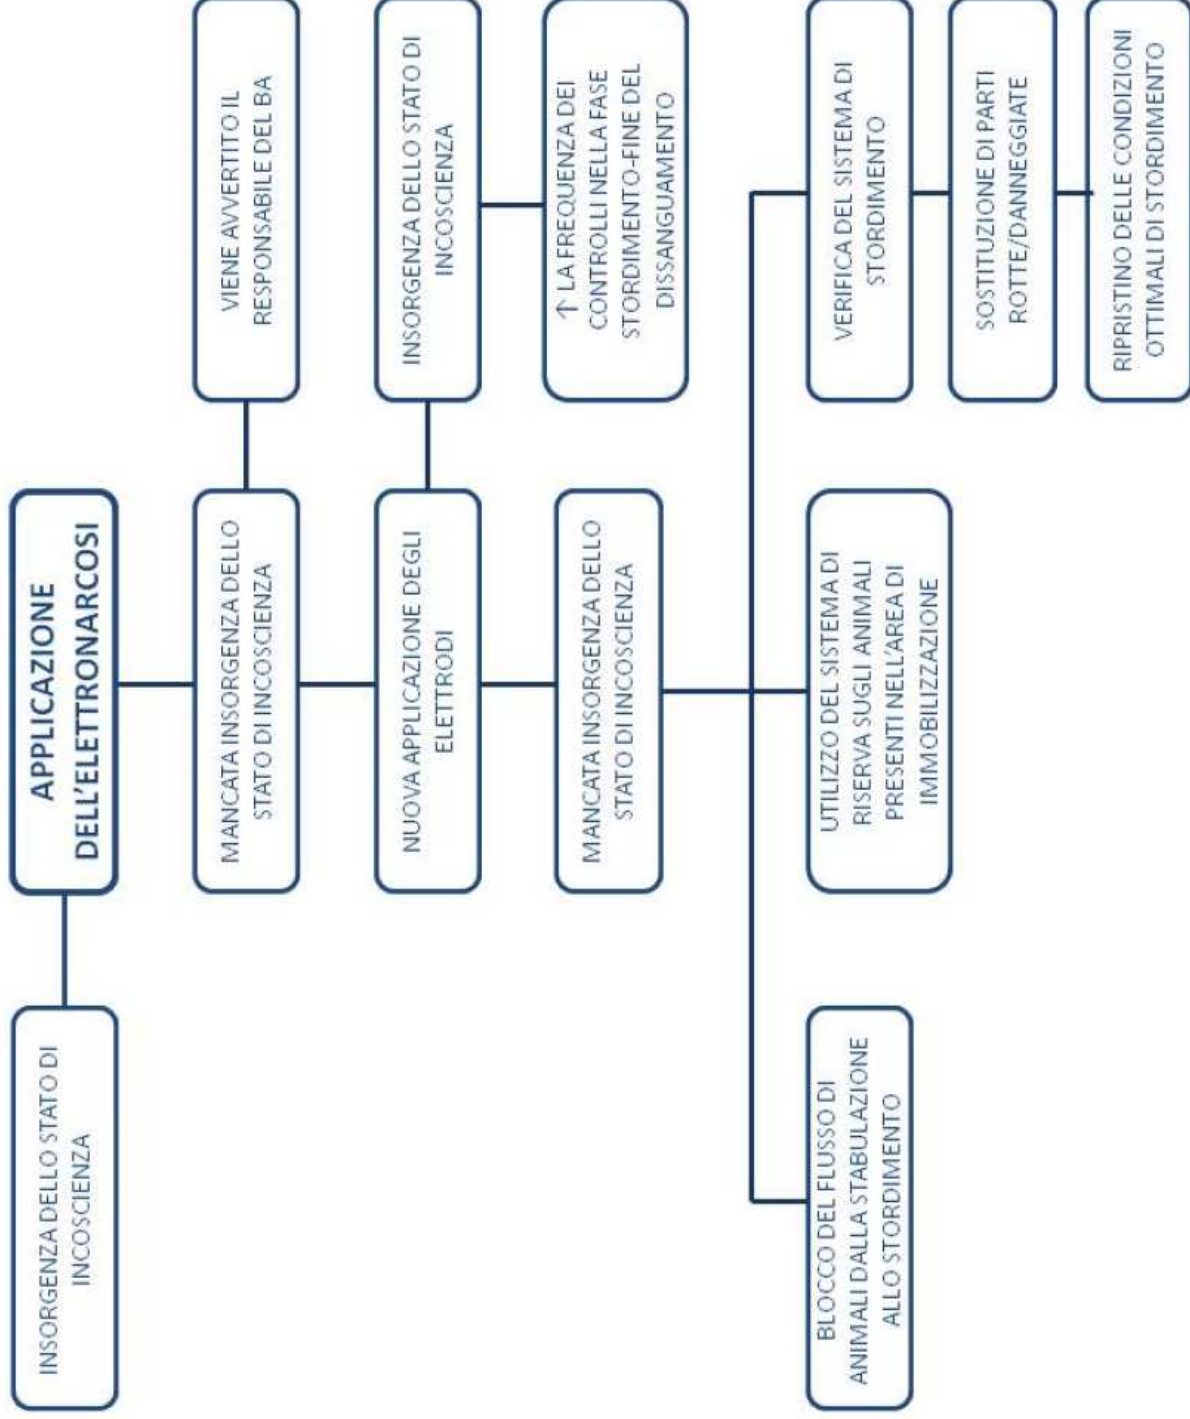 APPLICAZIONE
DELL'ELETTRONARCOSI
INSORGENZA DELLO STATO DI
INCOSCIENZA
MANCATA INSORGENZA DELLO
STATO DI INCOSCIENZA
VIENE AVVERTITO IL
RESPONSABILE DEL BA
NUOVA APPLICAZIONE DEGLI
ELETTRODI
INSORGENZA DELLO STATO DI
INCOSCIENZA
↑ LA FREQUENZA DEI
CONTROLLI NELLA FASE
STORDIMENTO-FINE DEL
DISSANGUAMENTO
MANCATA INSORGENZA DELLO
STATO DI INCOSCIENZA
BLOCCO DEL FLUSSO DI
ANIMALI DALLA STABULAZIONE
ALLO STORDIMENTO
UTILIZZO DEL SISTEMA DI
RISERVA SUGLI ANIMALI
PRESENTI NELL'AREA DI
IMMOBILIZZAZIONE
VERIFICA DEL SISTEMA DI
STORDIMENTO
SOSTITUZIONE DI PARTI
ROTTE/DANNEGGIATE
RIPRISTINO DELLE CONDIZIONI
OTTIMALI DI STORDIMENTO